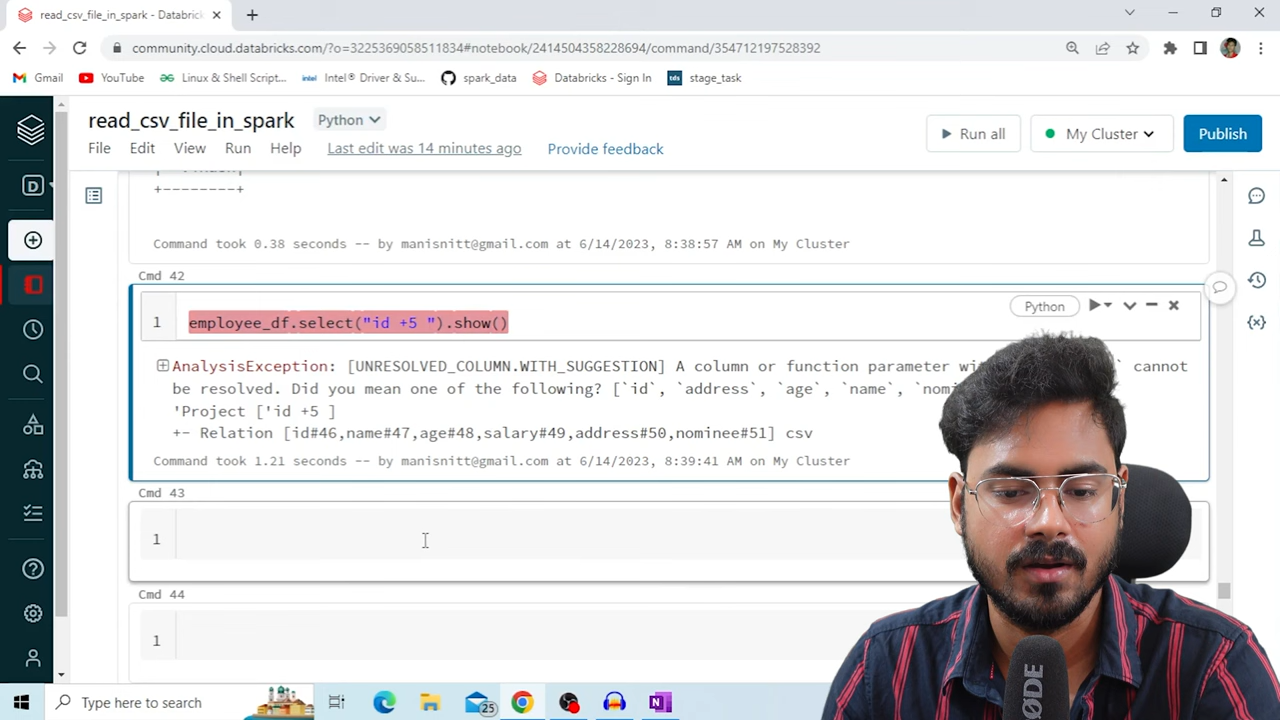 read_csv_file_in_spark - Databric
community.cloud.databricks.com/?o=3225369058511834#notebook/2414504358228694/command/354712197528392
Gmail YouTube Linux & Shell Script... Intel® Driver & Su... spark_data Databricks - Sign In stage_task
read_csv_file_in_spark Python
File Edit View Run Help Last edit was 14 minutes ago Provide feedback
Run all My Cluster Publish
+--------+
Command took 0.38 seconds -- by manisnitt@gmail.com at 6/14/2023, 8:38:57 AM on My Cluster
Cmd 42
Python
1 employee_df.select("id +5 ").show()
AnalysisException: [UNRESOLVED_COLUMN.WITH_SUGGESTION] A column or function parameter ` cannot
be resolved. Did you mean one of the following? [`id`, `address`, `age`, `name`,
'Project ['id +5 ]
+- Relation [id#46,name#47,age#48,salary#49,address#50,nominee#51] csv
Command took 1.21 seconds -- by manisnitt@gmail.com at 6/14/2023, 8:39:41 AM on My Cluster
Cmd 43
1
Cmd 44
1
Type here to search
25